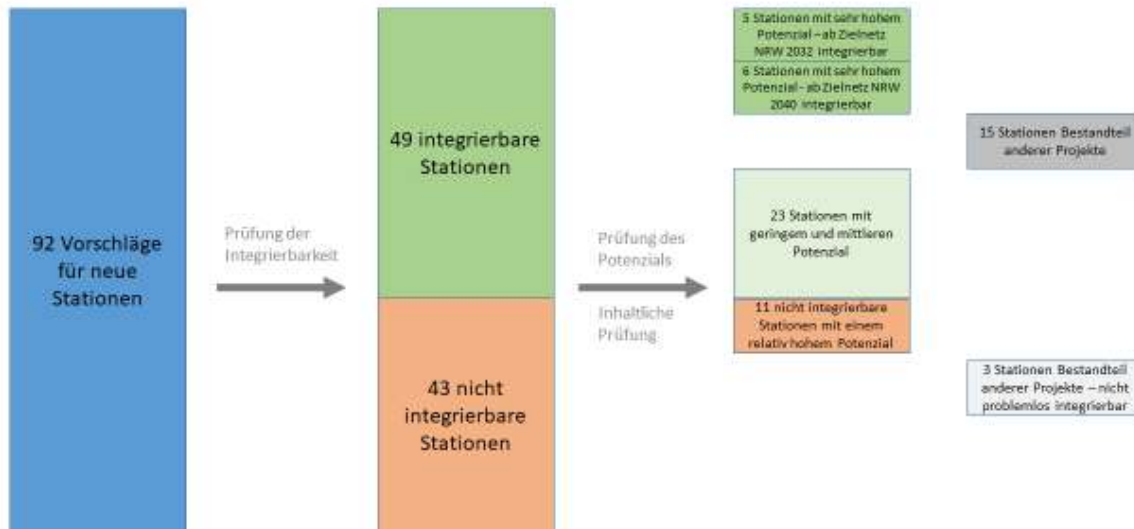 92 Vorschläge
für neue
Stationen
Prüfung der
Integrierbarkeit
49 integrierbare
Stationen
43 nicht
integrierbare
Stationen
Prüfung des
Potenzials
Inhaltliche
Prüfung
5 Stationen mit sehr hohem
Potenzial – ab Zielnetz
NRW 2032 integrierbar
6 Stationen mit sehr hohem
Potenzial - ab Zielnetz NRW
2040 integrierbar
23 Stationen mit
geringem und mittleren
Potenzial
11 nicht integrierbare
Stationen mit einem
relativ hohem Potenzial
15 Stationen Bestandteil
anderer Projekte
3 Stationen Bestandteil
anderer Projekte – nicht
problemlos integrierbar